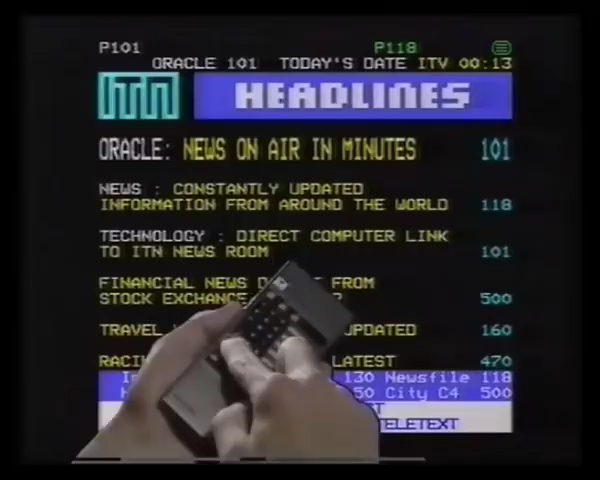 P101 P118
ORACLE 101 TODAY'S DATE ITV 00:13
ITN HEADLINES
ORACLE: NEWS ON AIR IN MINUTES 101
NEWS : CONSTANTLY UPDATED
INFORMATION FROM AROUND THE WORLD 118
TECHNOLOGY : DIRECT COMPUTER LINK
TO ITN NEWS ROOM 101
FINANCIAL NEWS FROM
STOCK EXCHANGE 500
TRAVEL UPDATED 160
LATEST 470
130 Newsfile 118
50 City C4 500
TELETEXT